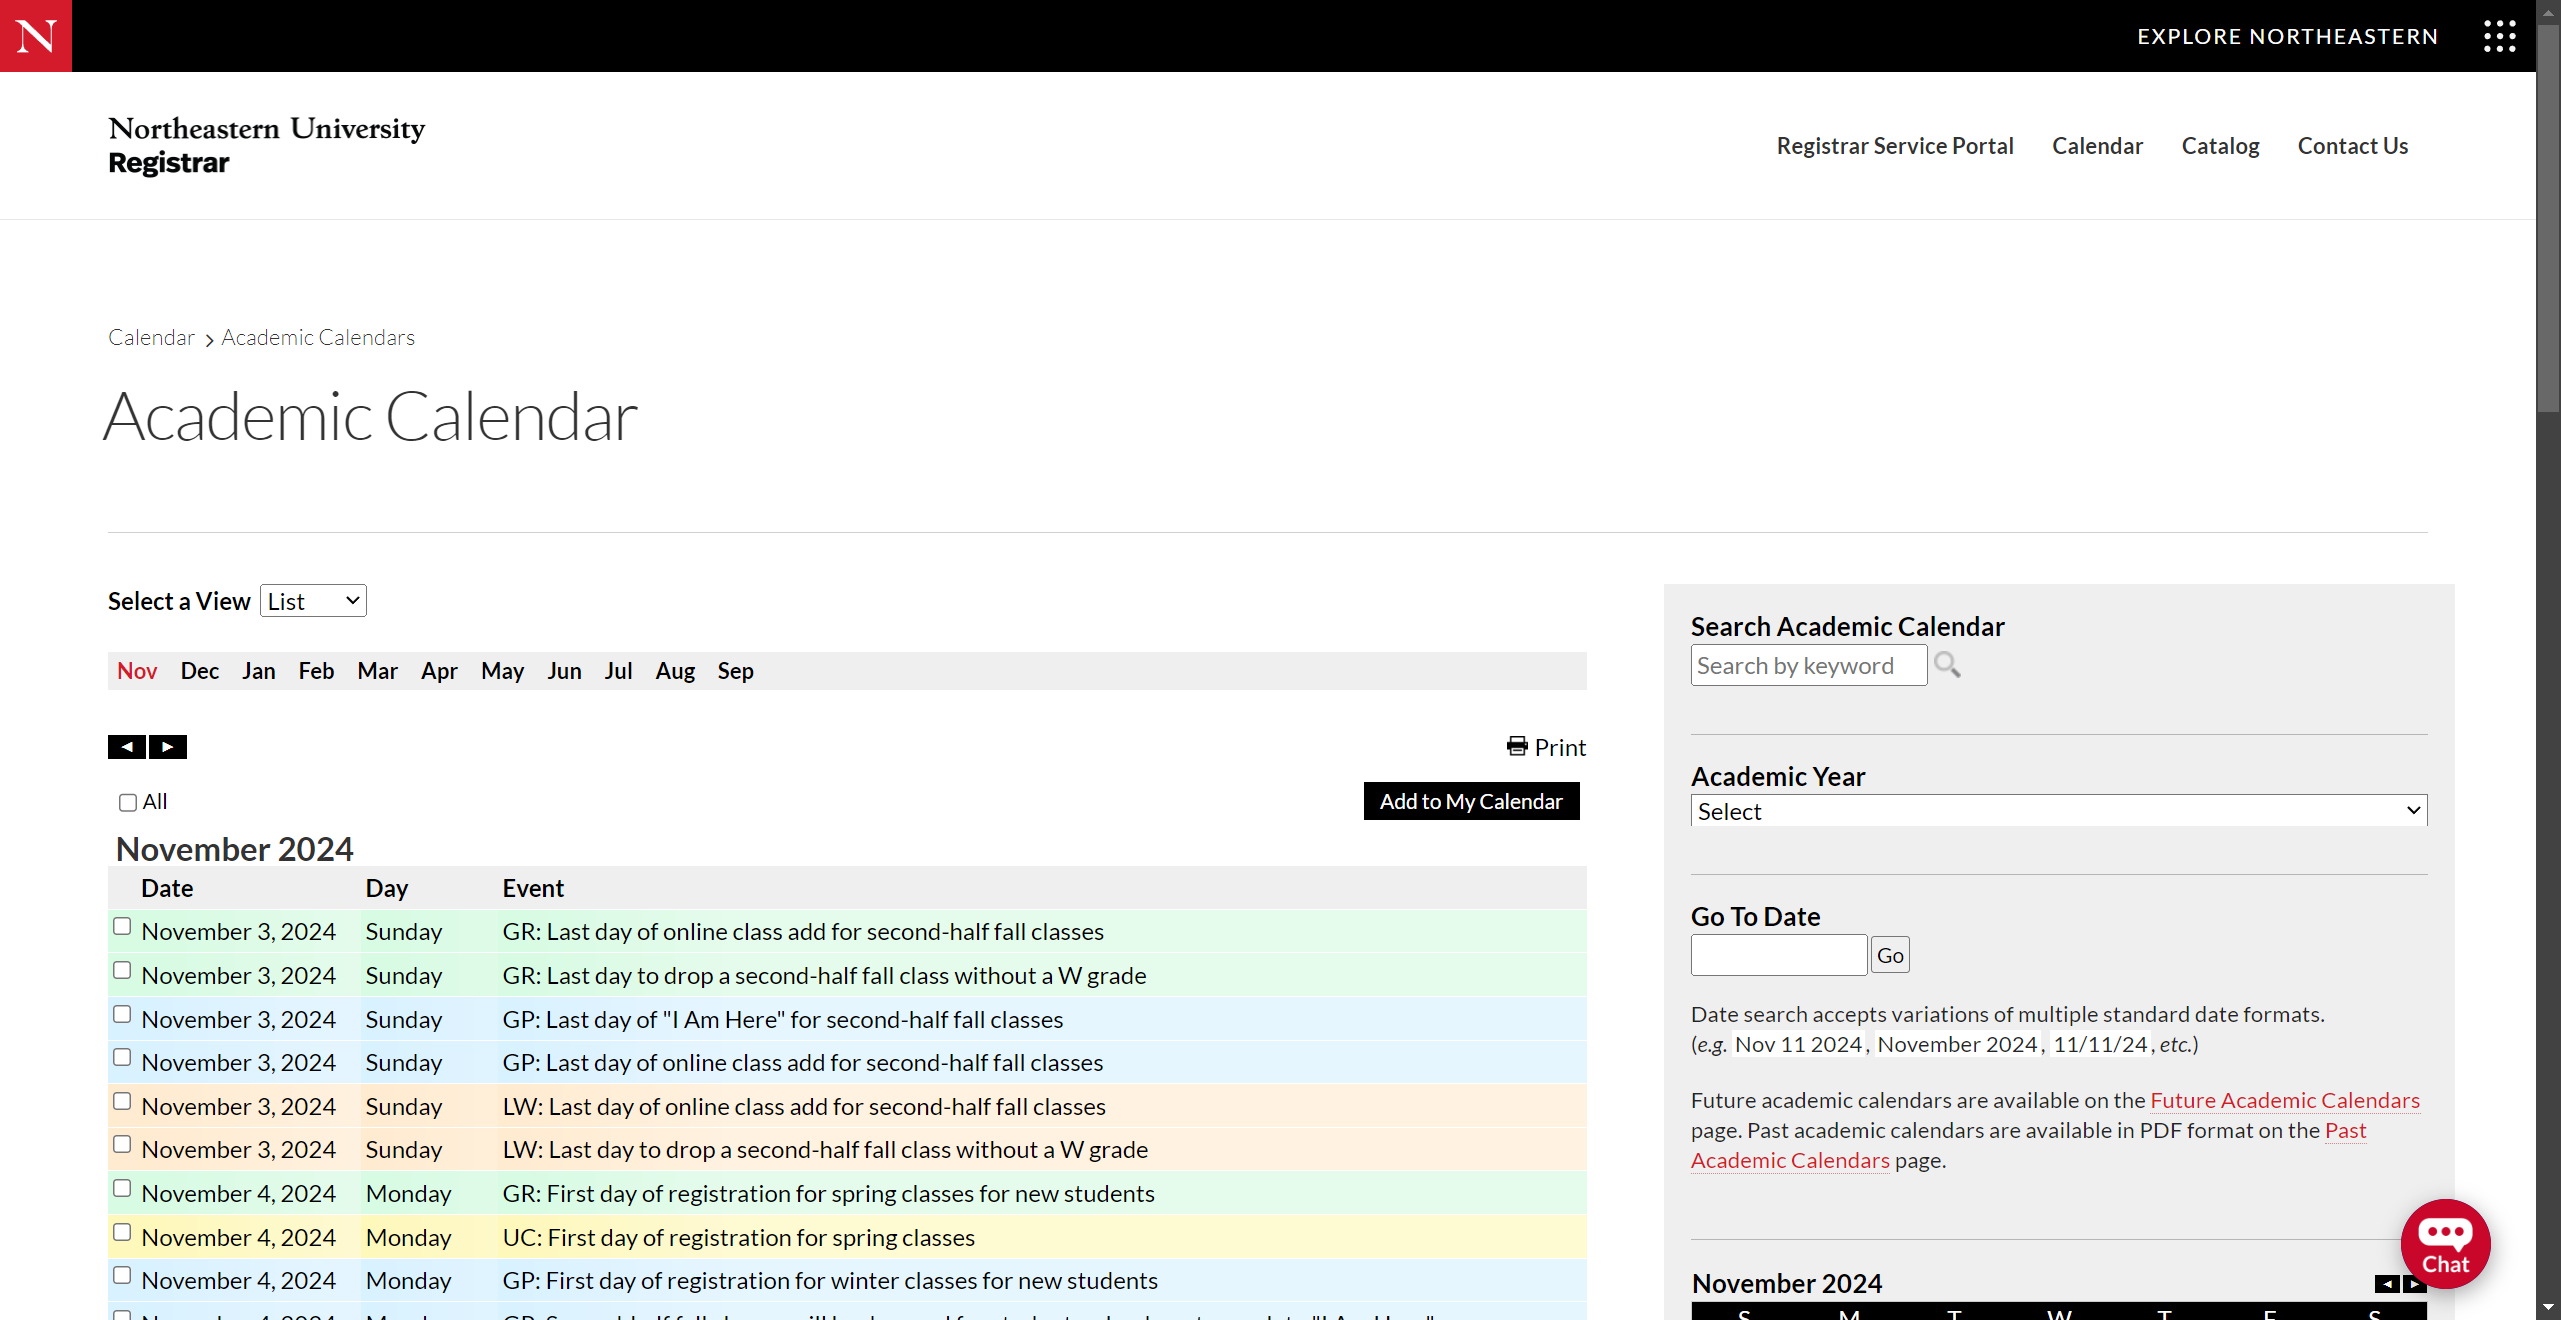 N
EXPLORE NORTHEASTERN
Northeastern University
Registrar
Registrar Service Portal Calendar Catalog Contact Us
Calendar > Academic Calendars
Academic Calendar
Select a View List
Nov Dec Jan Feb Mar Apr May Jun Jul Aug Sep
Print
All
Add to My Calendar
November 2024
Date Day Event
November 3, 2024 Sunday GR: Last day of online class add for second-half fall classes
November 3, 2024 Sunday GR: Last day to drop a second-half fall class without a W grade
November 3, 2024 Sunday GP: Last day of "I Am Here" for second-half fall classes
November 3, 2024 Sunday GP: Last day of online class add for second-half fall classes
November 3, 2024 Sunday LW: Last day of online class add for second-half fall classes
November 3, 2024 Sunday LW: Last day to drop a second-half fall class without a W grade
November 4, 2024 Monday GR: First day of registration for spring classes for new students
November 4, 2024 Monday UC: First day of registration for spring classes
November 4, 2024 Monday GP: First day of registration for winter classes for new students
Search Academic Calendar
Search by keyword
Academic Year
Select
Go To Date
Go
Date search accepts variations of multiple standard date formats.
(e.g. Nov 11 2024, November 2024, 11/11/24, etc.)
Future academic calendars are available on the Future Academic Calendars
page. Past academic calendars are available in PDF format on the Past
Academic Calendars page.
Chat
November 2024
S M T W T F S